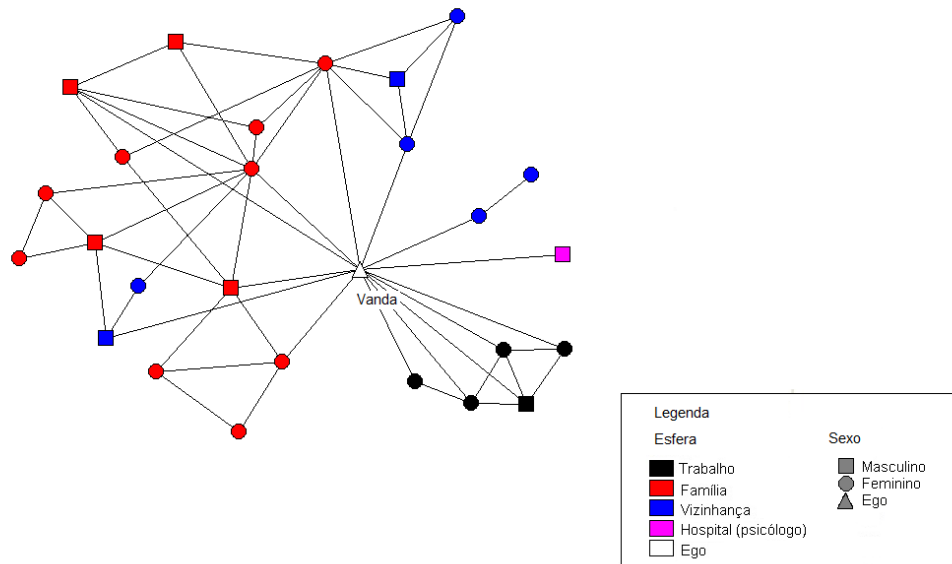 Vanda
Legenda
Esfera
Sexo
Trabalho
Família
Vizinhança
Hospital (psicólogo)
Ego
Masculino
Feminino
Ego